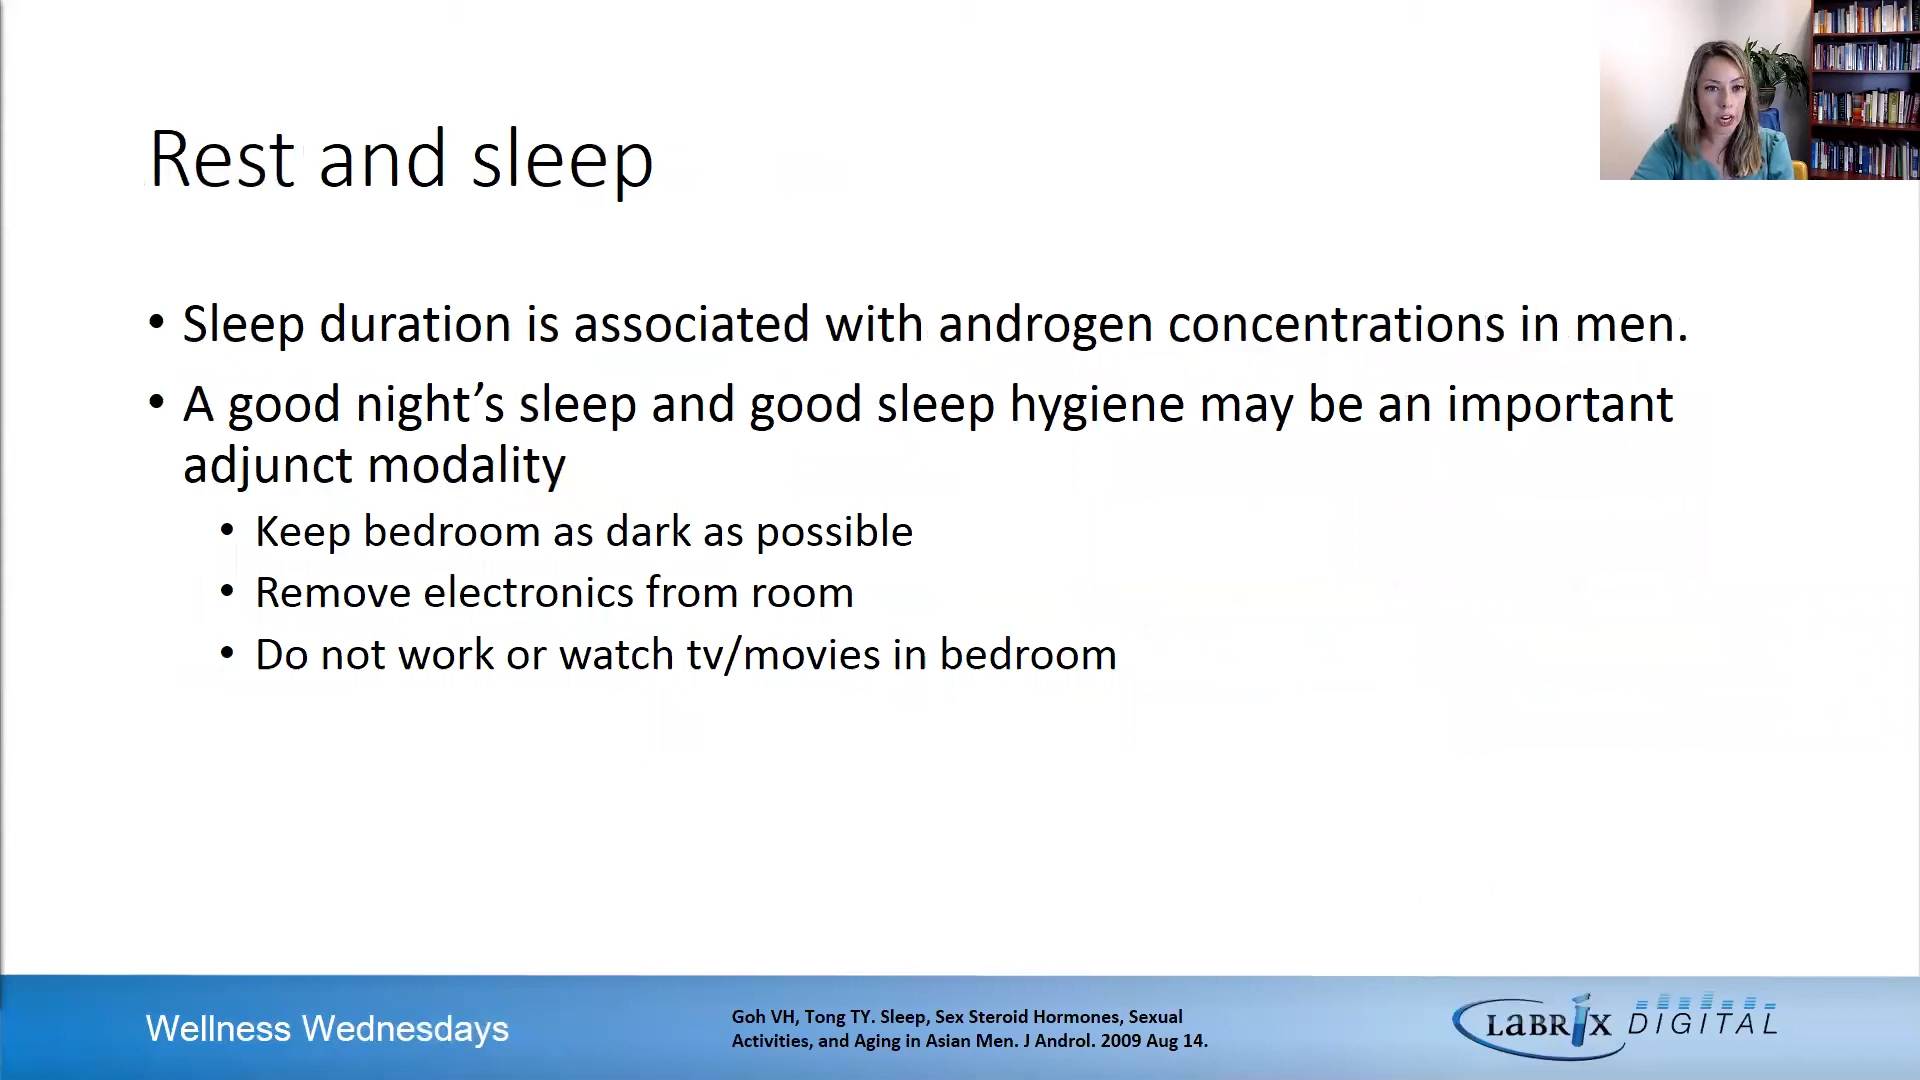 Rest and sleep
• Sleep duration is associated with androgen concentrations in men.
• A good night’s sleep and good sleep hygiene may be an important
adjunct modality
• Keep bedroom as dark as possible
• Remove electronics from room
• Do not work or watch tv/movies in bedroom
Wellness Wednesdays
Goh VH, Tong TY. Sleep, Sex Steroid Hormones, Sexual
Activities, and Aging in Asian Men. J Androl. 2009 Aug 14.
LABRIX DIGITAL